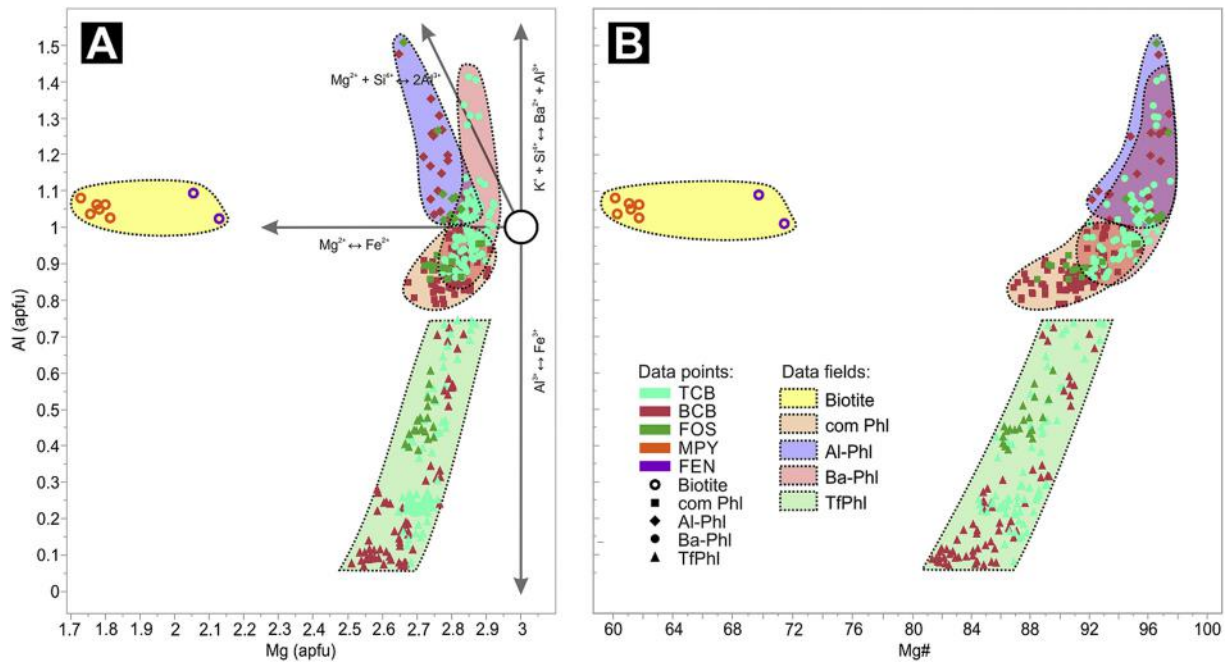 A
B
Al (apfu)
1.5
1.4
1.3
1.2
1.1
1
0.9
0.8
0.7
0.6
0.5
0.4
0.3
0.2
0.1
0
Mg²⁺ + Si⁴⁺ ↔ 2Al³⁺
K⁺ + Si⁴⁺ ↔ Ba²⁺ + Al³⁺
Mg²⁺ ↔ Fe²⁺
Al³⁺ ↔ Fe³⁺
1.7 1.8 1.9 2 2.1 2.2 2.3 2.4 2.5 2.6 2.7 2.8 2.9 3
Mg (apfu)
Data points:
TCB
BCB
FOS
MPY
FEN
Biotite
com Phl
Al-Phl
Ba-Phl
TfPhl
Data fields:
Biotite
com Phl
Al-Phl
Ba-Phl
TfPhl
60 64 68 72 76 80 84 88 92 96 100
Mg#